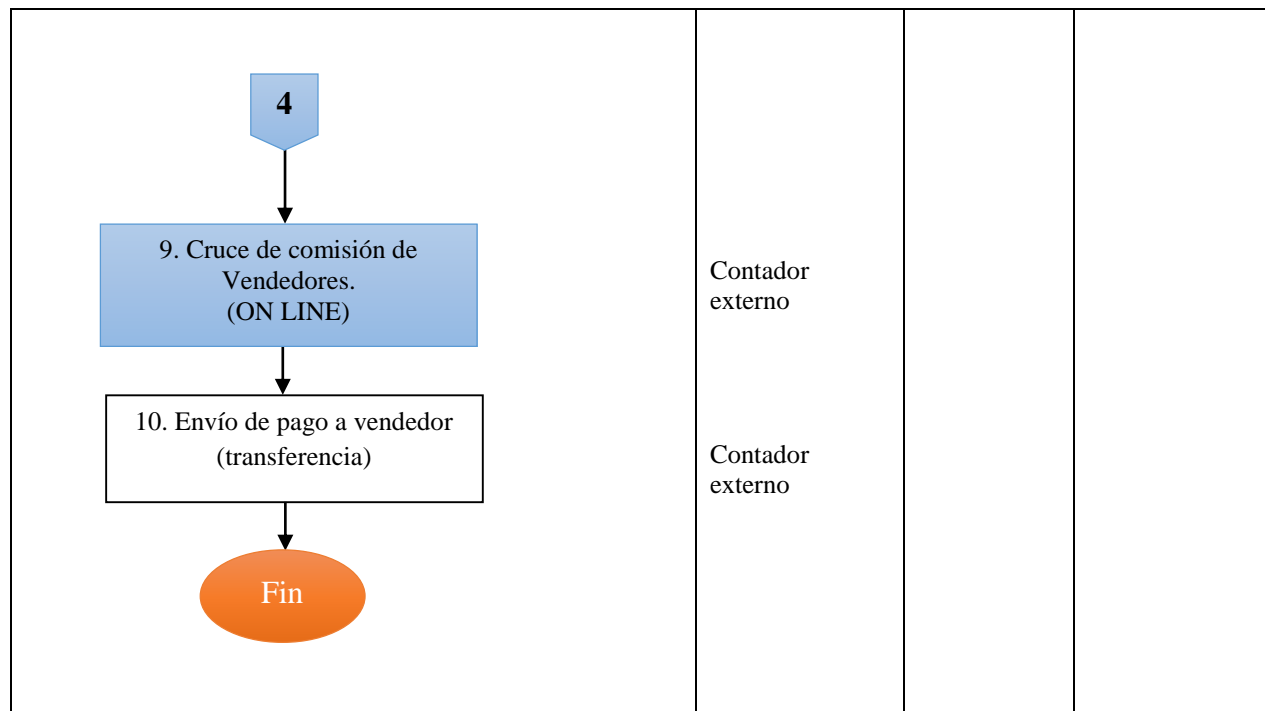 4
9. Cruce de comisión de
Vendedores.
(ON LINE)
Contador
externo
10. Envío de pago a vendedor
(transferencia)
Contador
externo
Fin